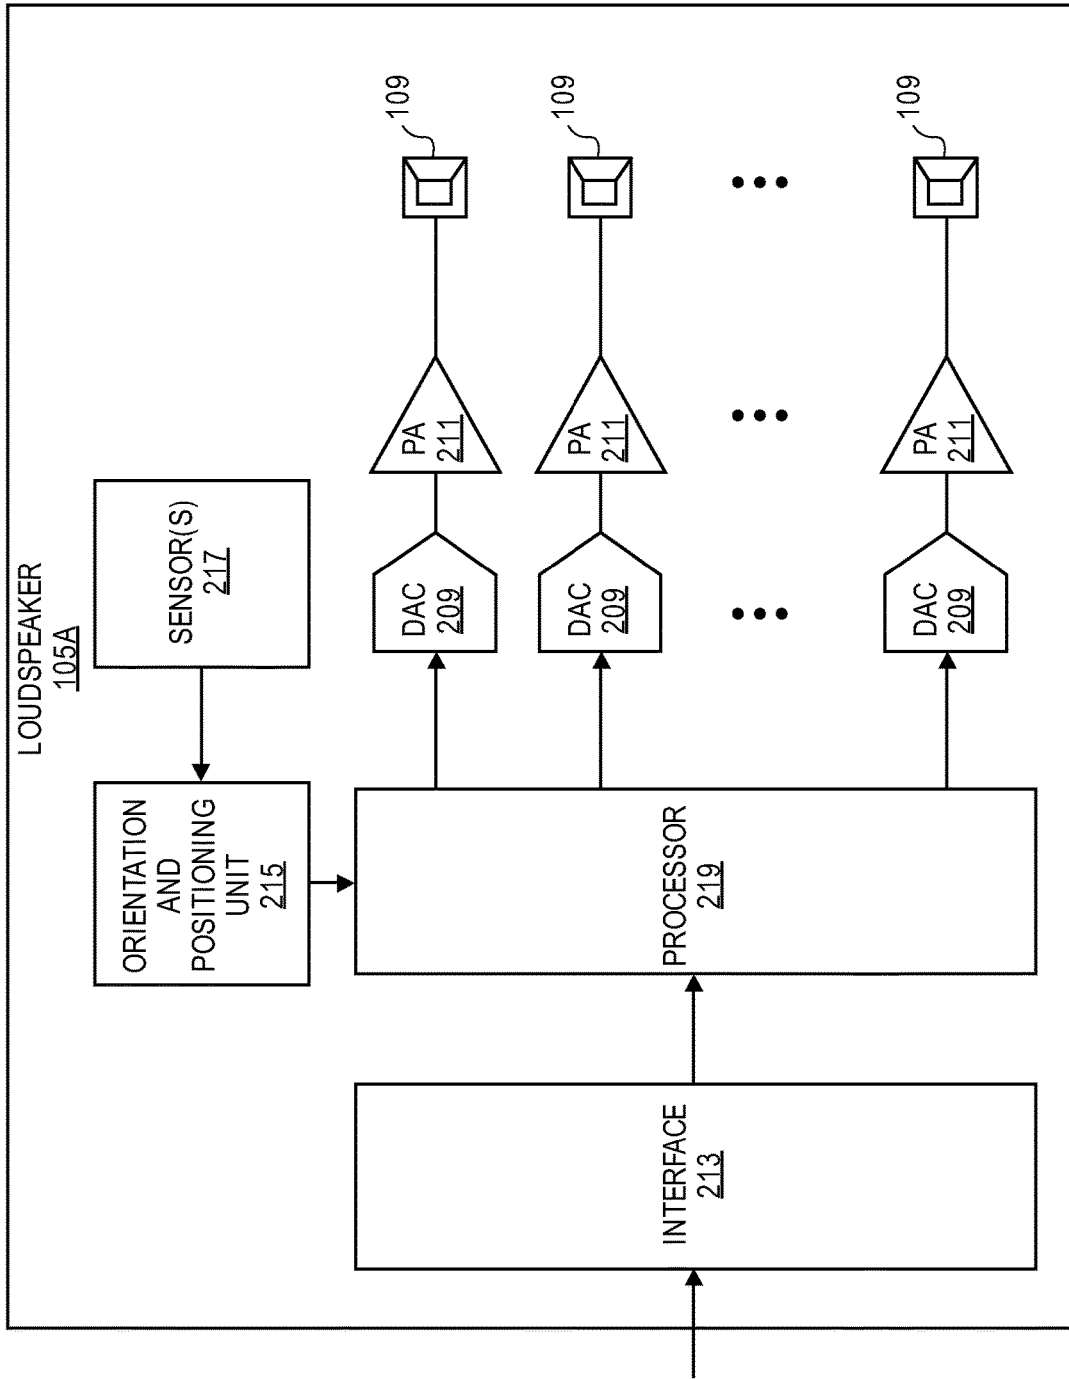 LOUDSPEAKER
105A
ORIENTATION
AND
POSITIONING
UNIT
215
SENSOR(S)
217
INTERFACE
213
PROCESSOR
219
DAC
209
PA
211
109
DAC
209
PA
211
109
DAC
209
PA
211
109